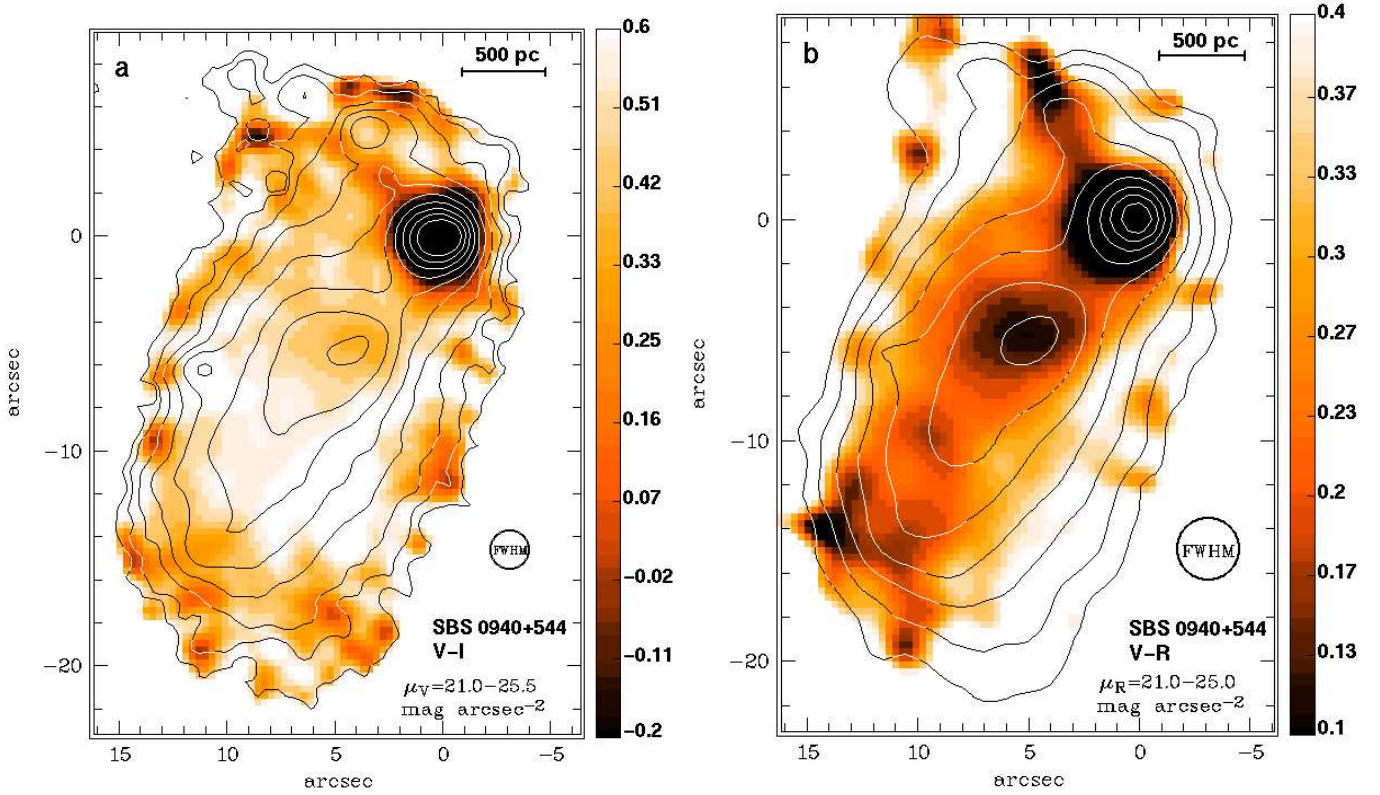 a
500 pc
0
−10
−20
arcsec
FWHM
SBS 0940+544
V−I
μV=21.0−25.5
mag arcsec−2
15 10 5 0 −5
arcsec
0.6
0.51
0.42
0.33
0.25
0.16
0.07
−0.02
−0.11
−0.2
b
500 pc
0
−10
−20
arcsec
FWHM
SBS 0940+544
V−R
μR=21.0−25.0
mag arcsec−2
15 10 5 0 −5
arcsec
0.4
0.37
0.33
0.3
0.27
0.23
0.2
0.17
0.13
0.1